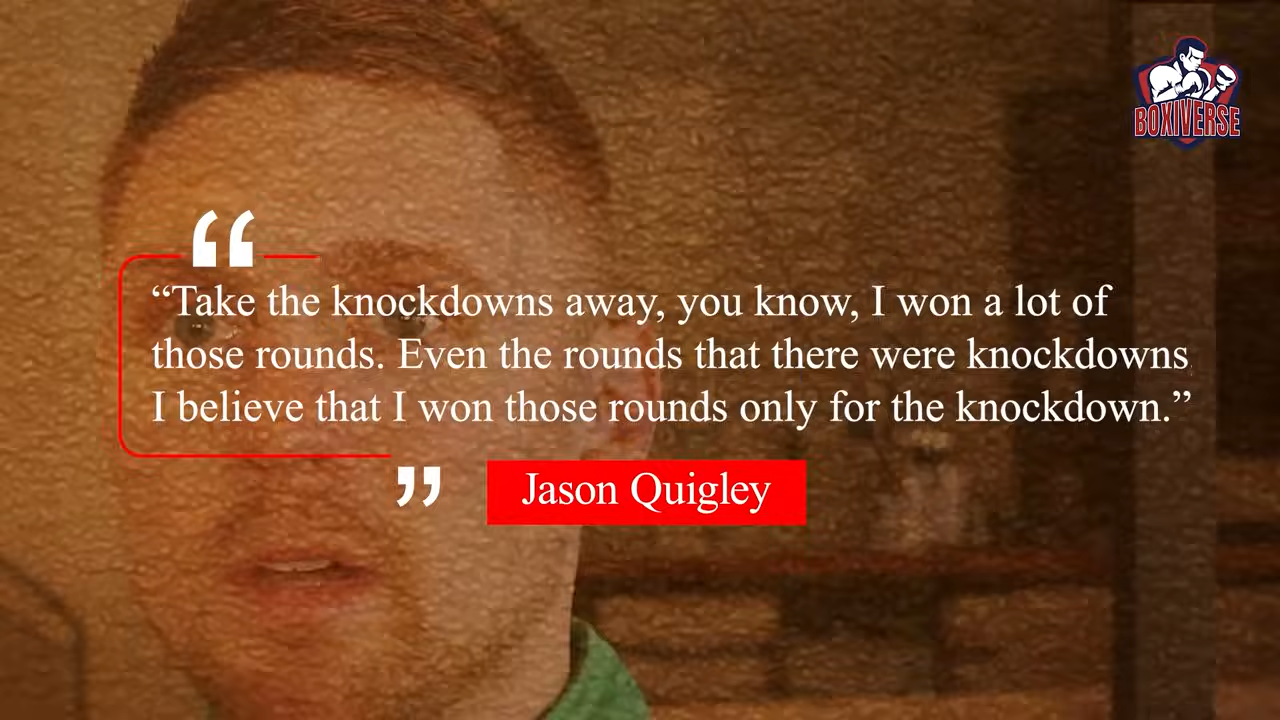 BOXIVERSE
“
“Take the knockdowns away, you know, I won a lot of
those rounds. Even the rounds that there were knockdowns,
I believe that I won those rounds only for the knockdown.”
”
Jason Quigley